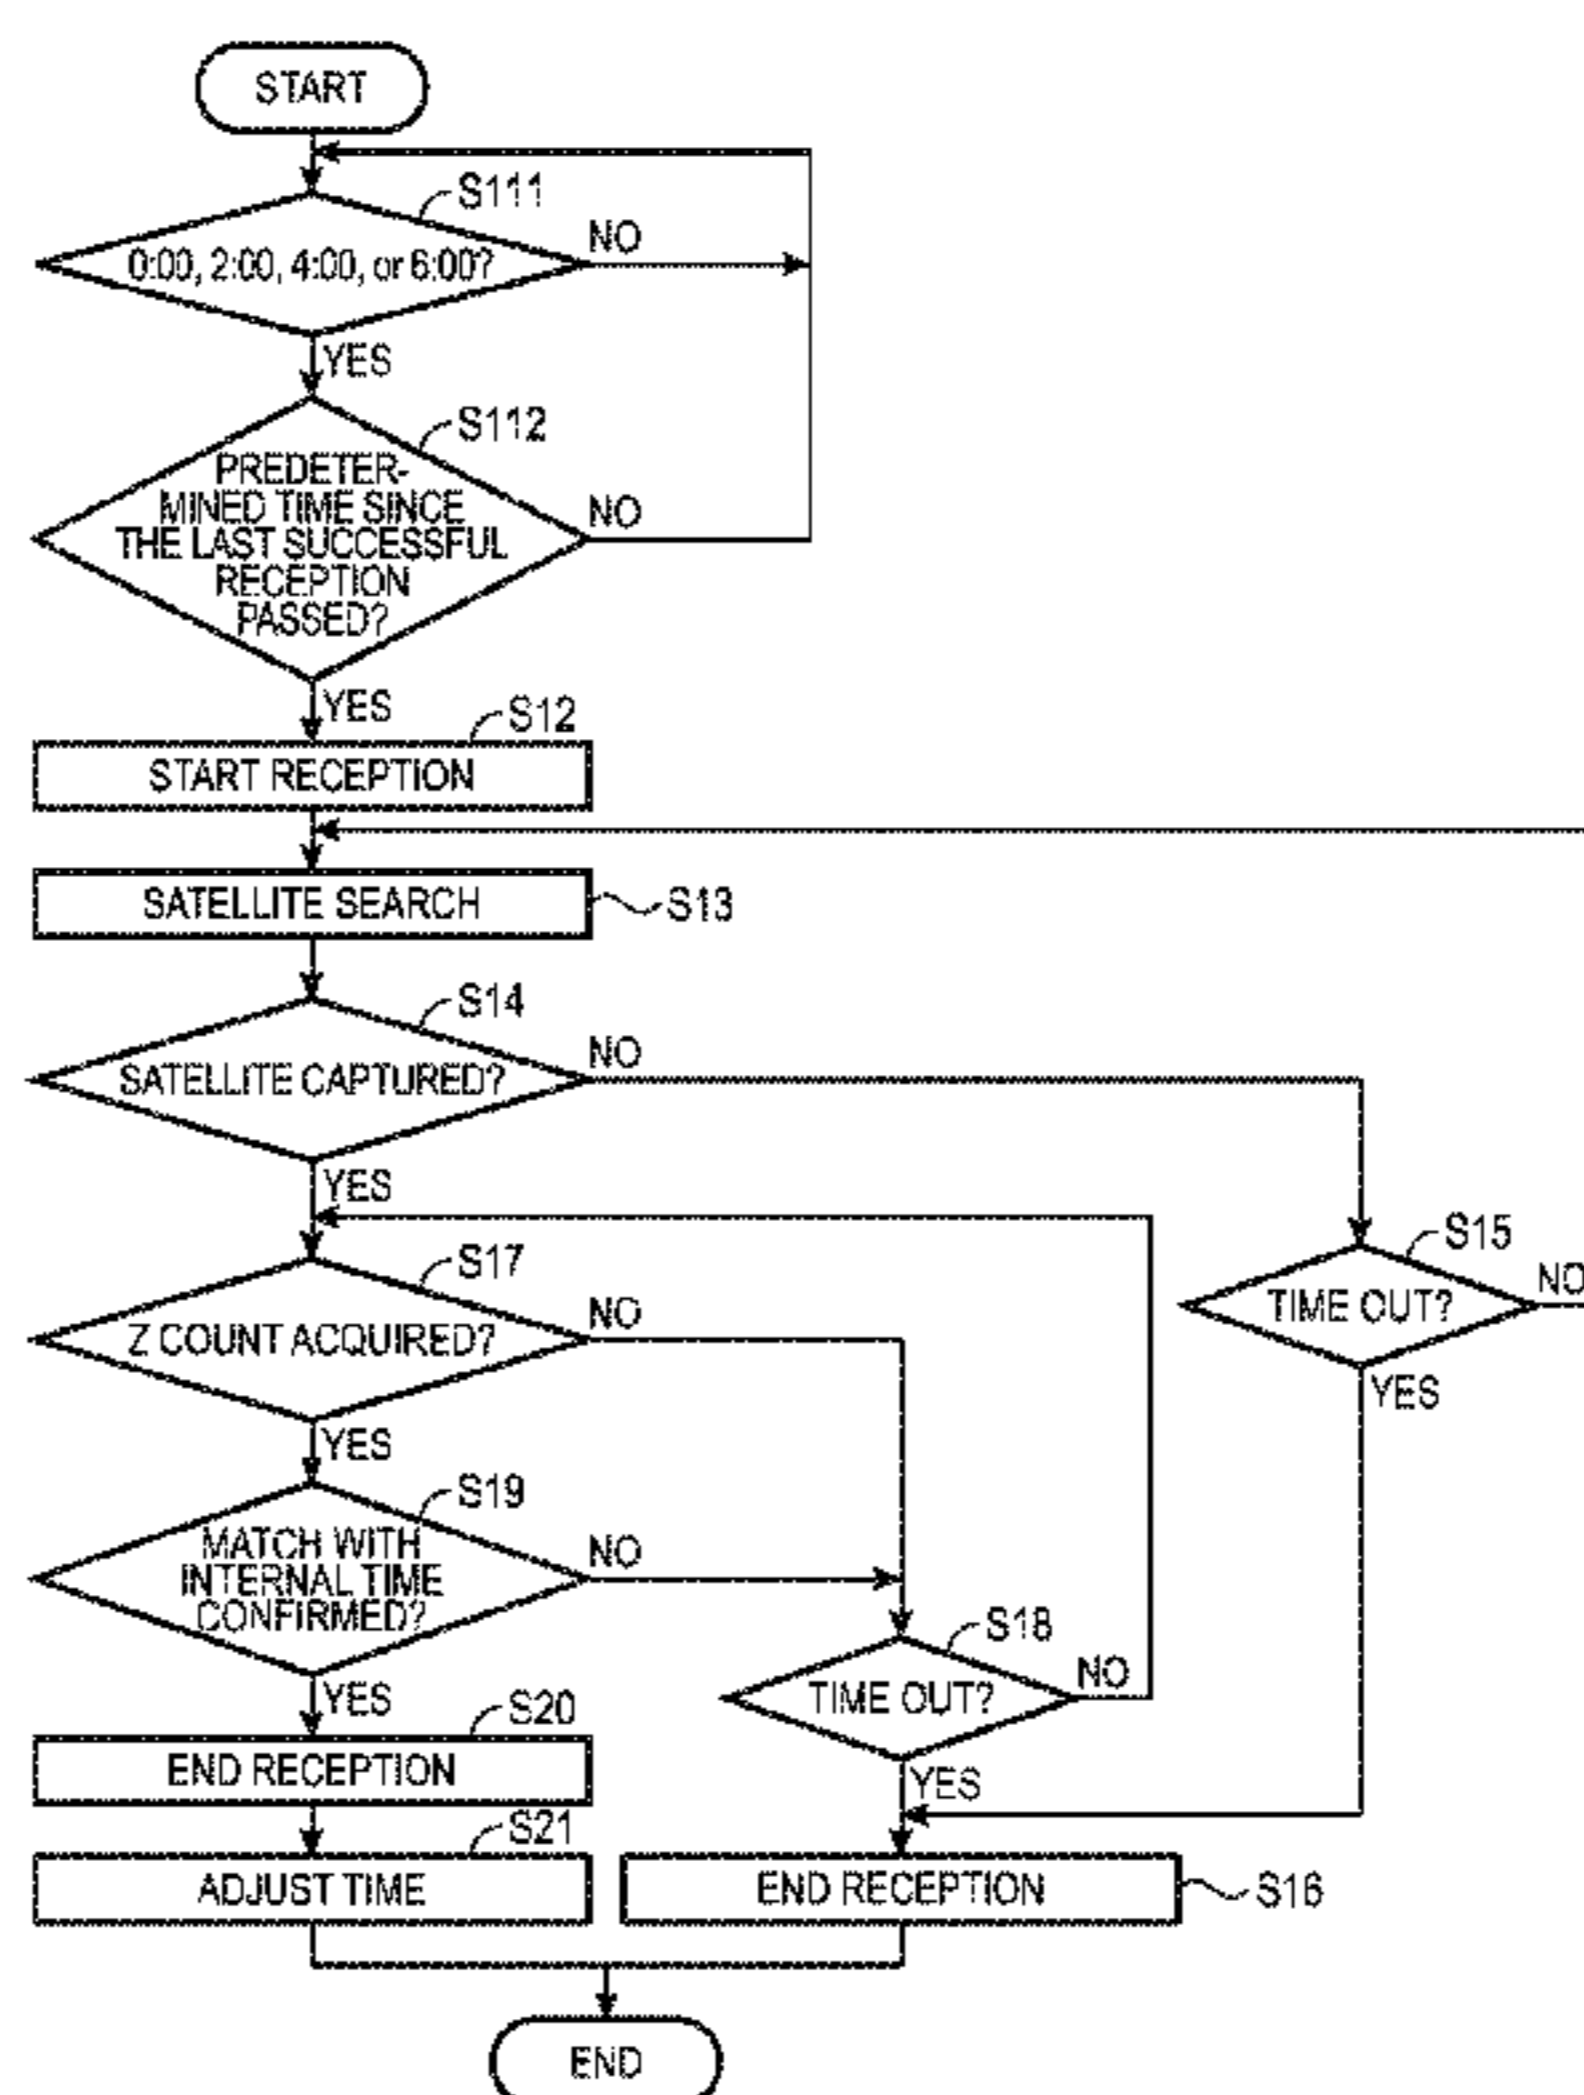 START
S111
0:00, 2:00, 4:00, or 6:00?
NO
YES
S112
PREDETER-
MINED TIME SINCE
THE LAST SUCCESSFUL
RECEPTION
PASSED?
NO
YES
S12
START RECEPTION
SATELLITE SEARCH
S13
S14
SATELLITE CAPTURED?
NO
YES
S15
TIME OUT?
NO
YES
S17
Z COUNT ACQUIRED?
NO
YES
S19
MATCH WITH
INTERNAL TIME
CONFIRMED?
NO
YES
S18
TIME OUT?
NO
YES
S20
END RECEPTION
S21
ADJUST TIME
END RECEPTION
S16
END